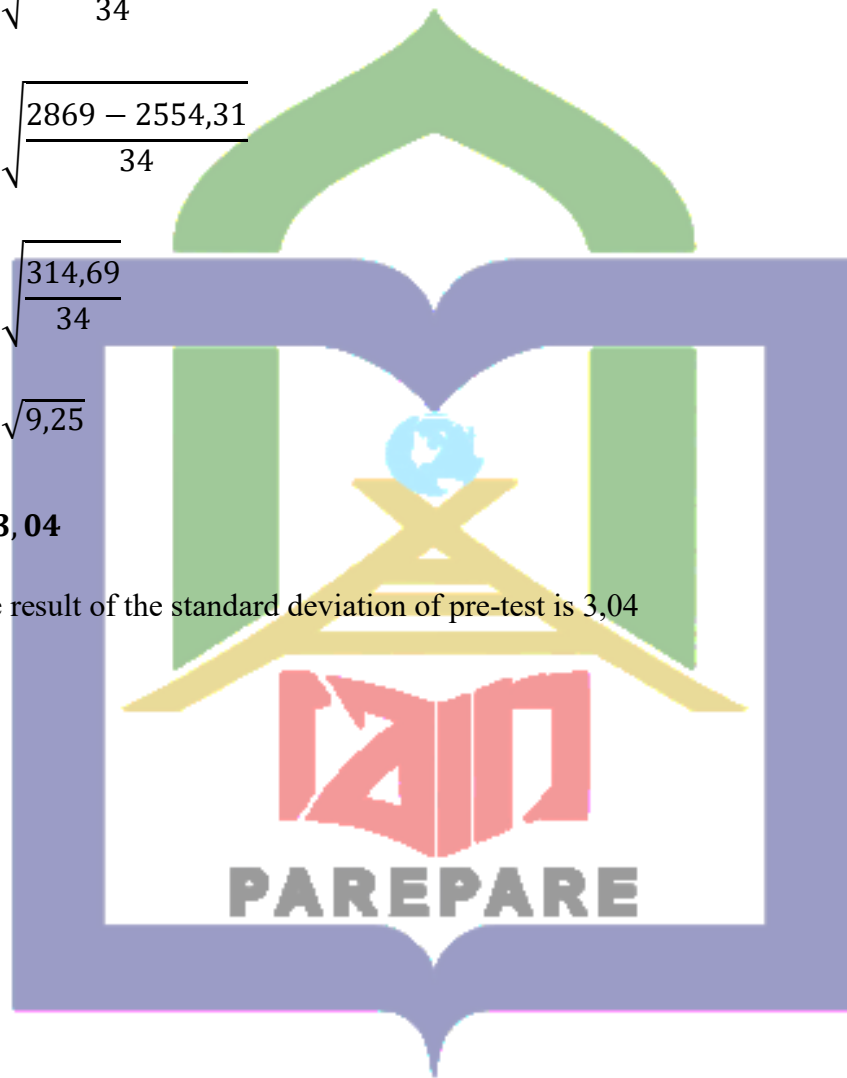 √ 34
√ 2869 − 2554,31
34
√ 314,69
34
√9,25
3,04
result of the standard deviation of pre-test is 3,04
iain
PAREPARE